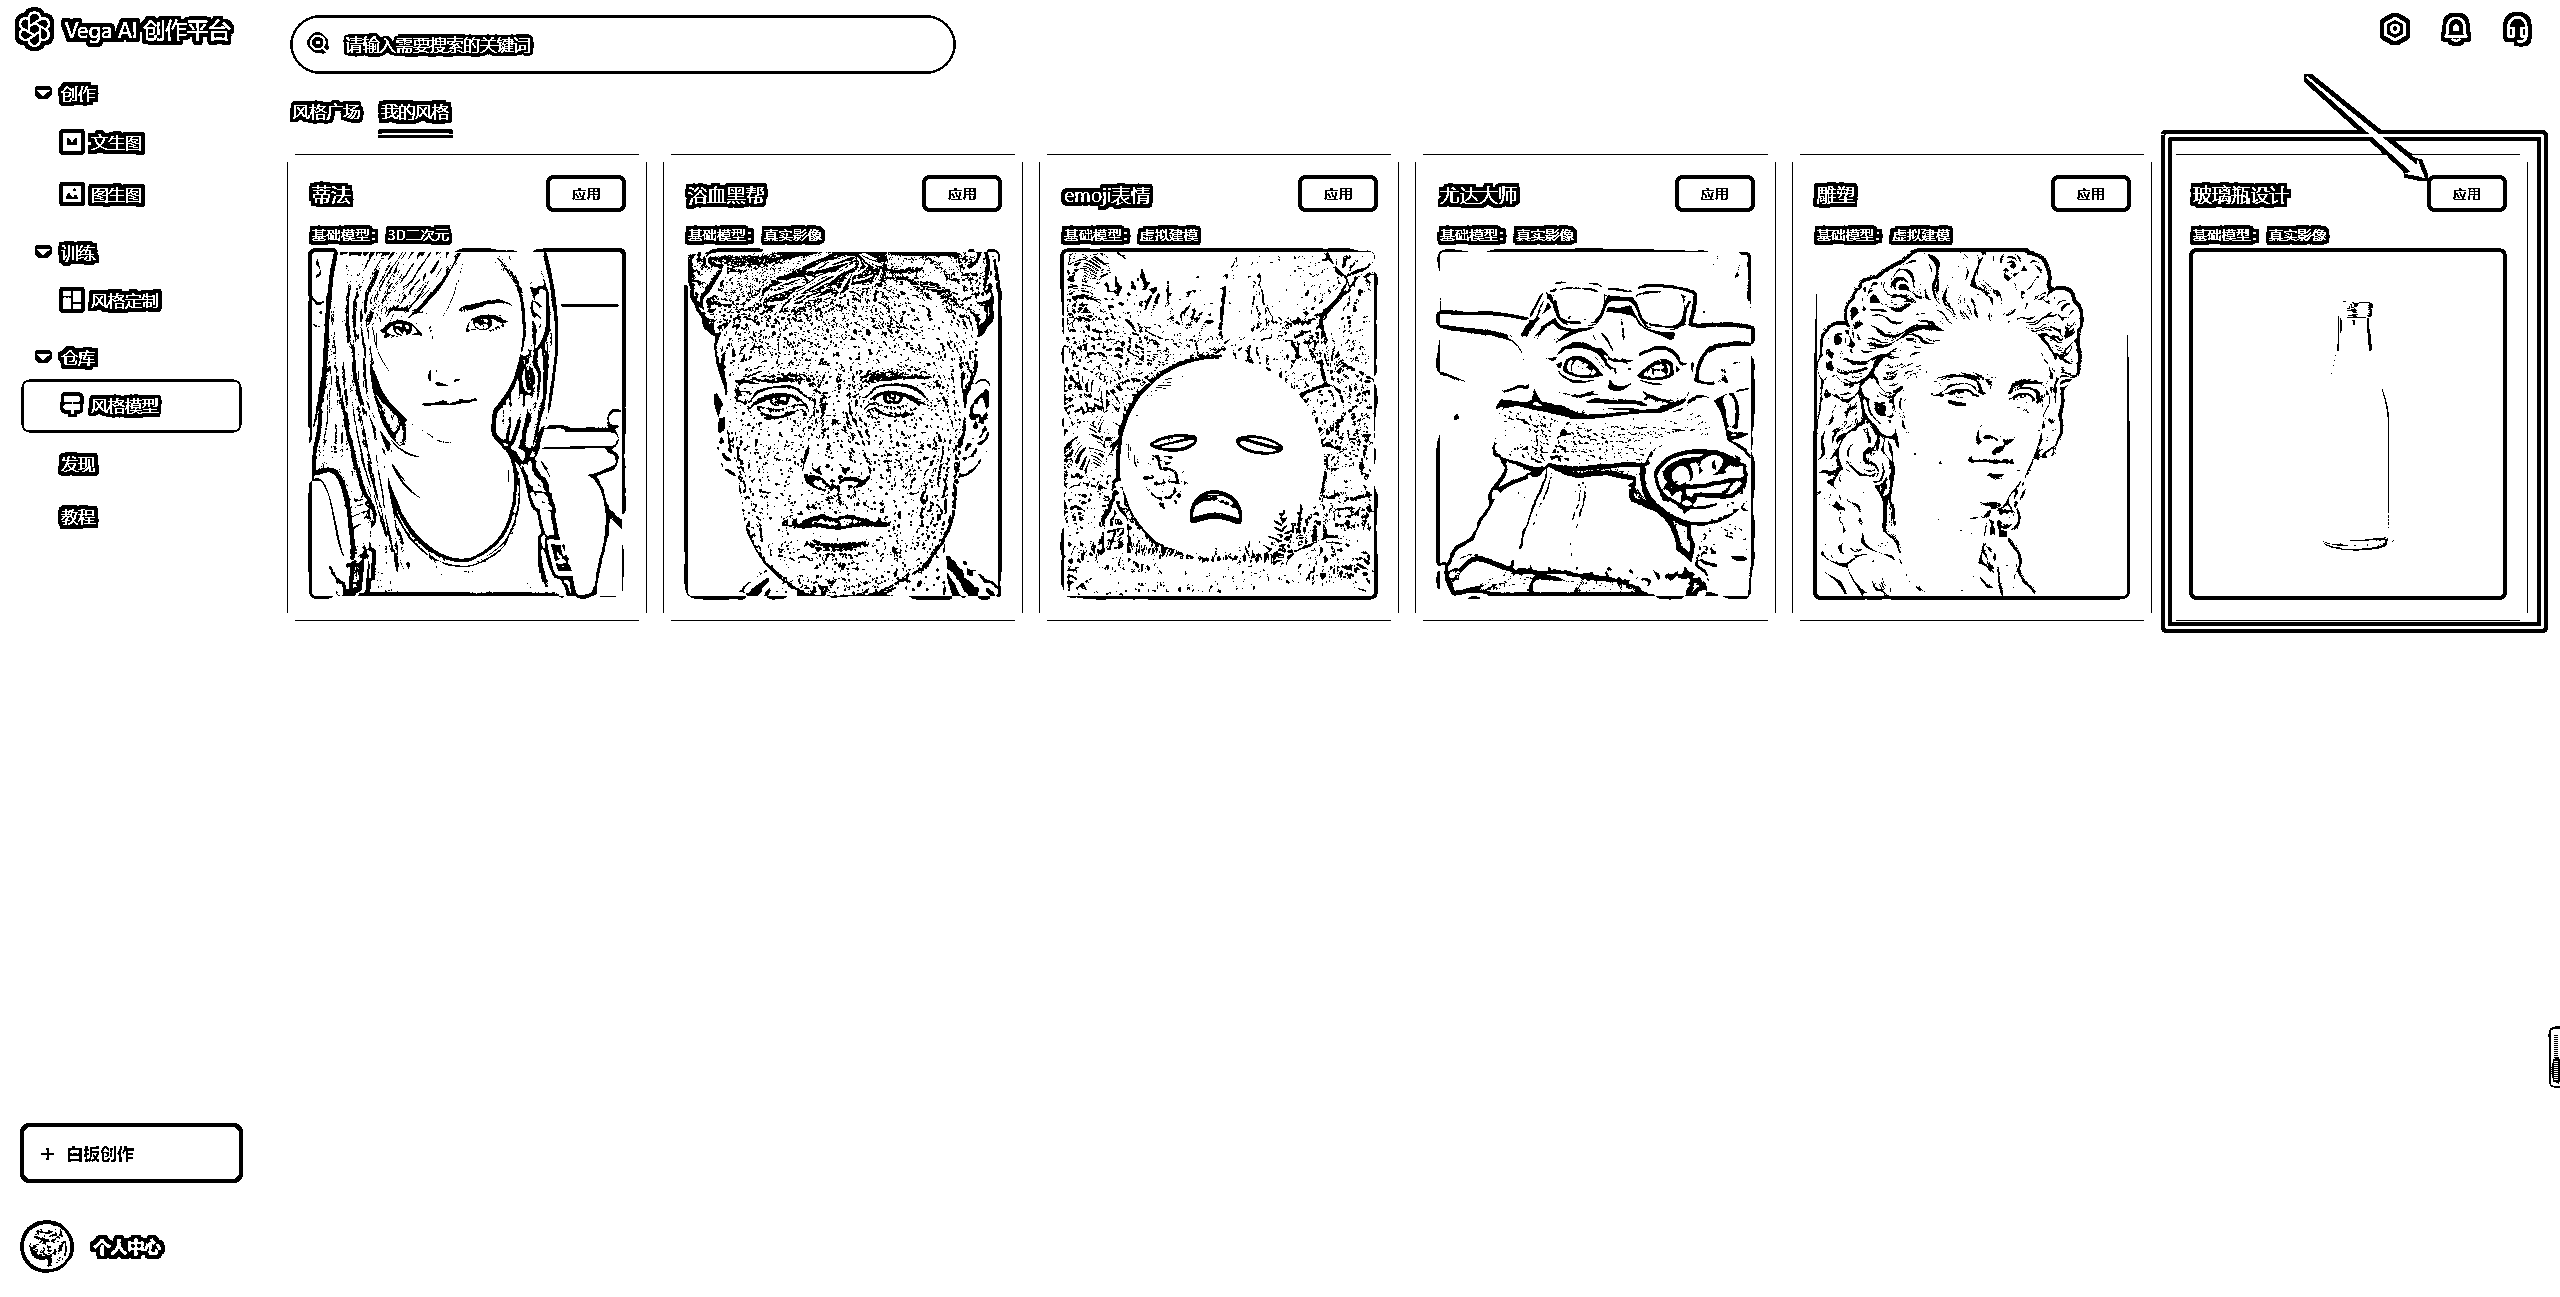 Vega AI 创作平台
请输入需要搜索的关键词
创作
文生图
图生图
训练
风格定制
仓库
风格模型
发现
教程
白板创作
个人中心
风格广场 我的风格
蒂法 应用
基础模型： 3D二次元
浴血黑帮 应用
基础模型： 真实影像
emoji表情 应用
基础模型： 虚拟建模
尤达大师 应用
基础模型： 真实影像
雕塑 应用
基础模型： 虚拟建模
玻璃瓶设计 应用
基础模型： 真实影像